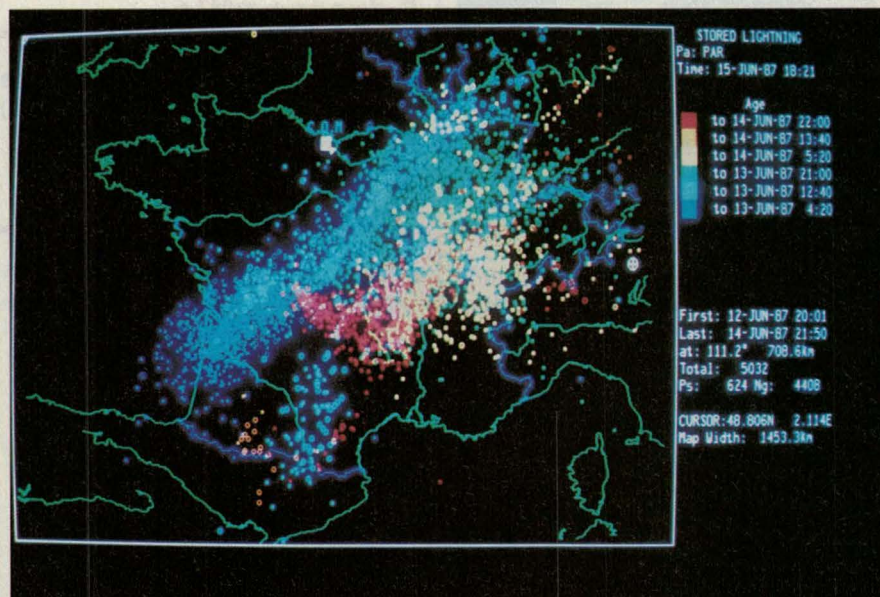 STORED LIGHTNING
Pa: PAR
Time: 15-JUN-87 18:21
Age
to 14-JUN-87 22:00
to 14-JUN-87 13:40
to 14-JUN-87 5:20
to 13-JUN-87 21:00
to 13-JUN-87 12:40
to 13-JUN-87 4:20
First: 12-JUN-87 20:01
Last: 14-JUN-87 21:50
at: 111.2° 708.6km
Total: 5032
Ps: 624 Ng: 4408
CURSOR:48.806N 2.114E
Map Width: 1453.3km